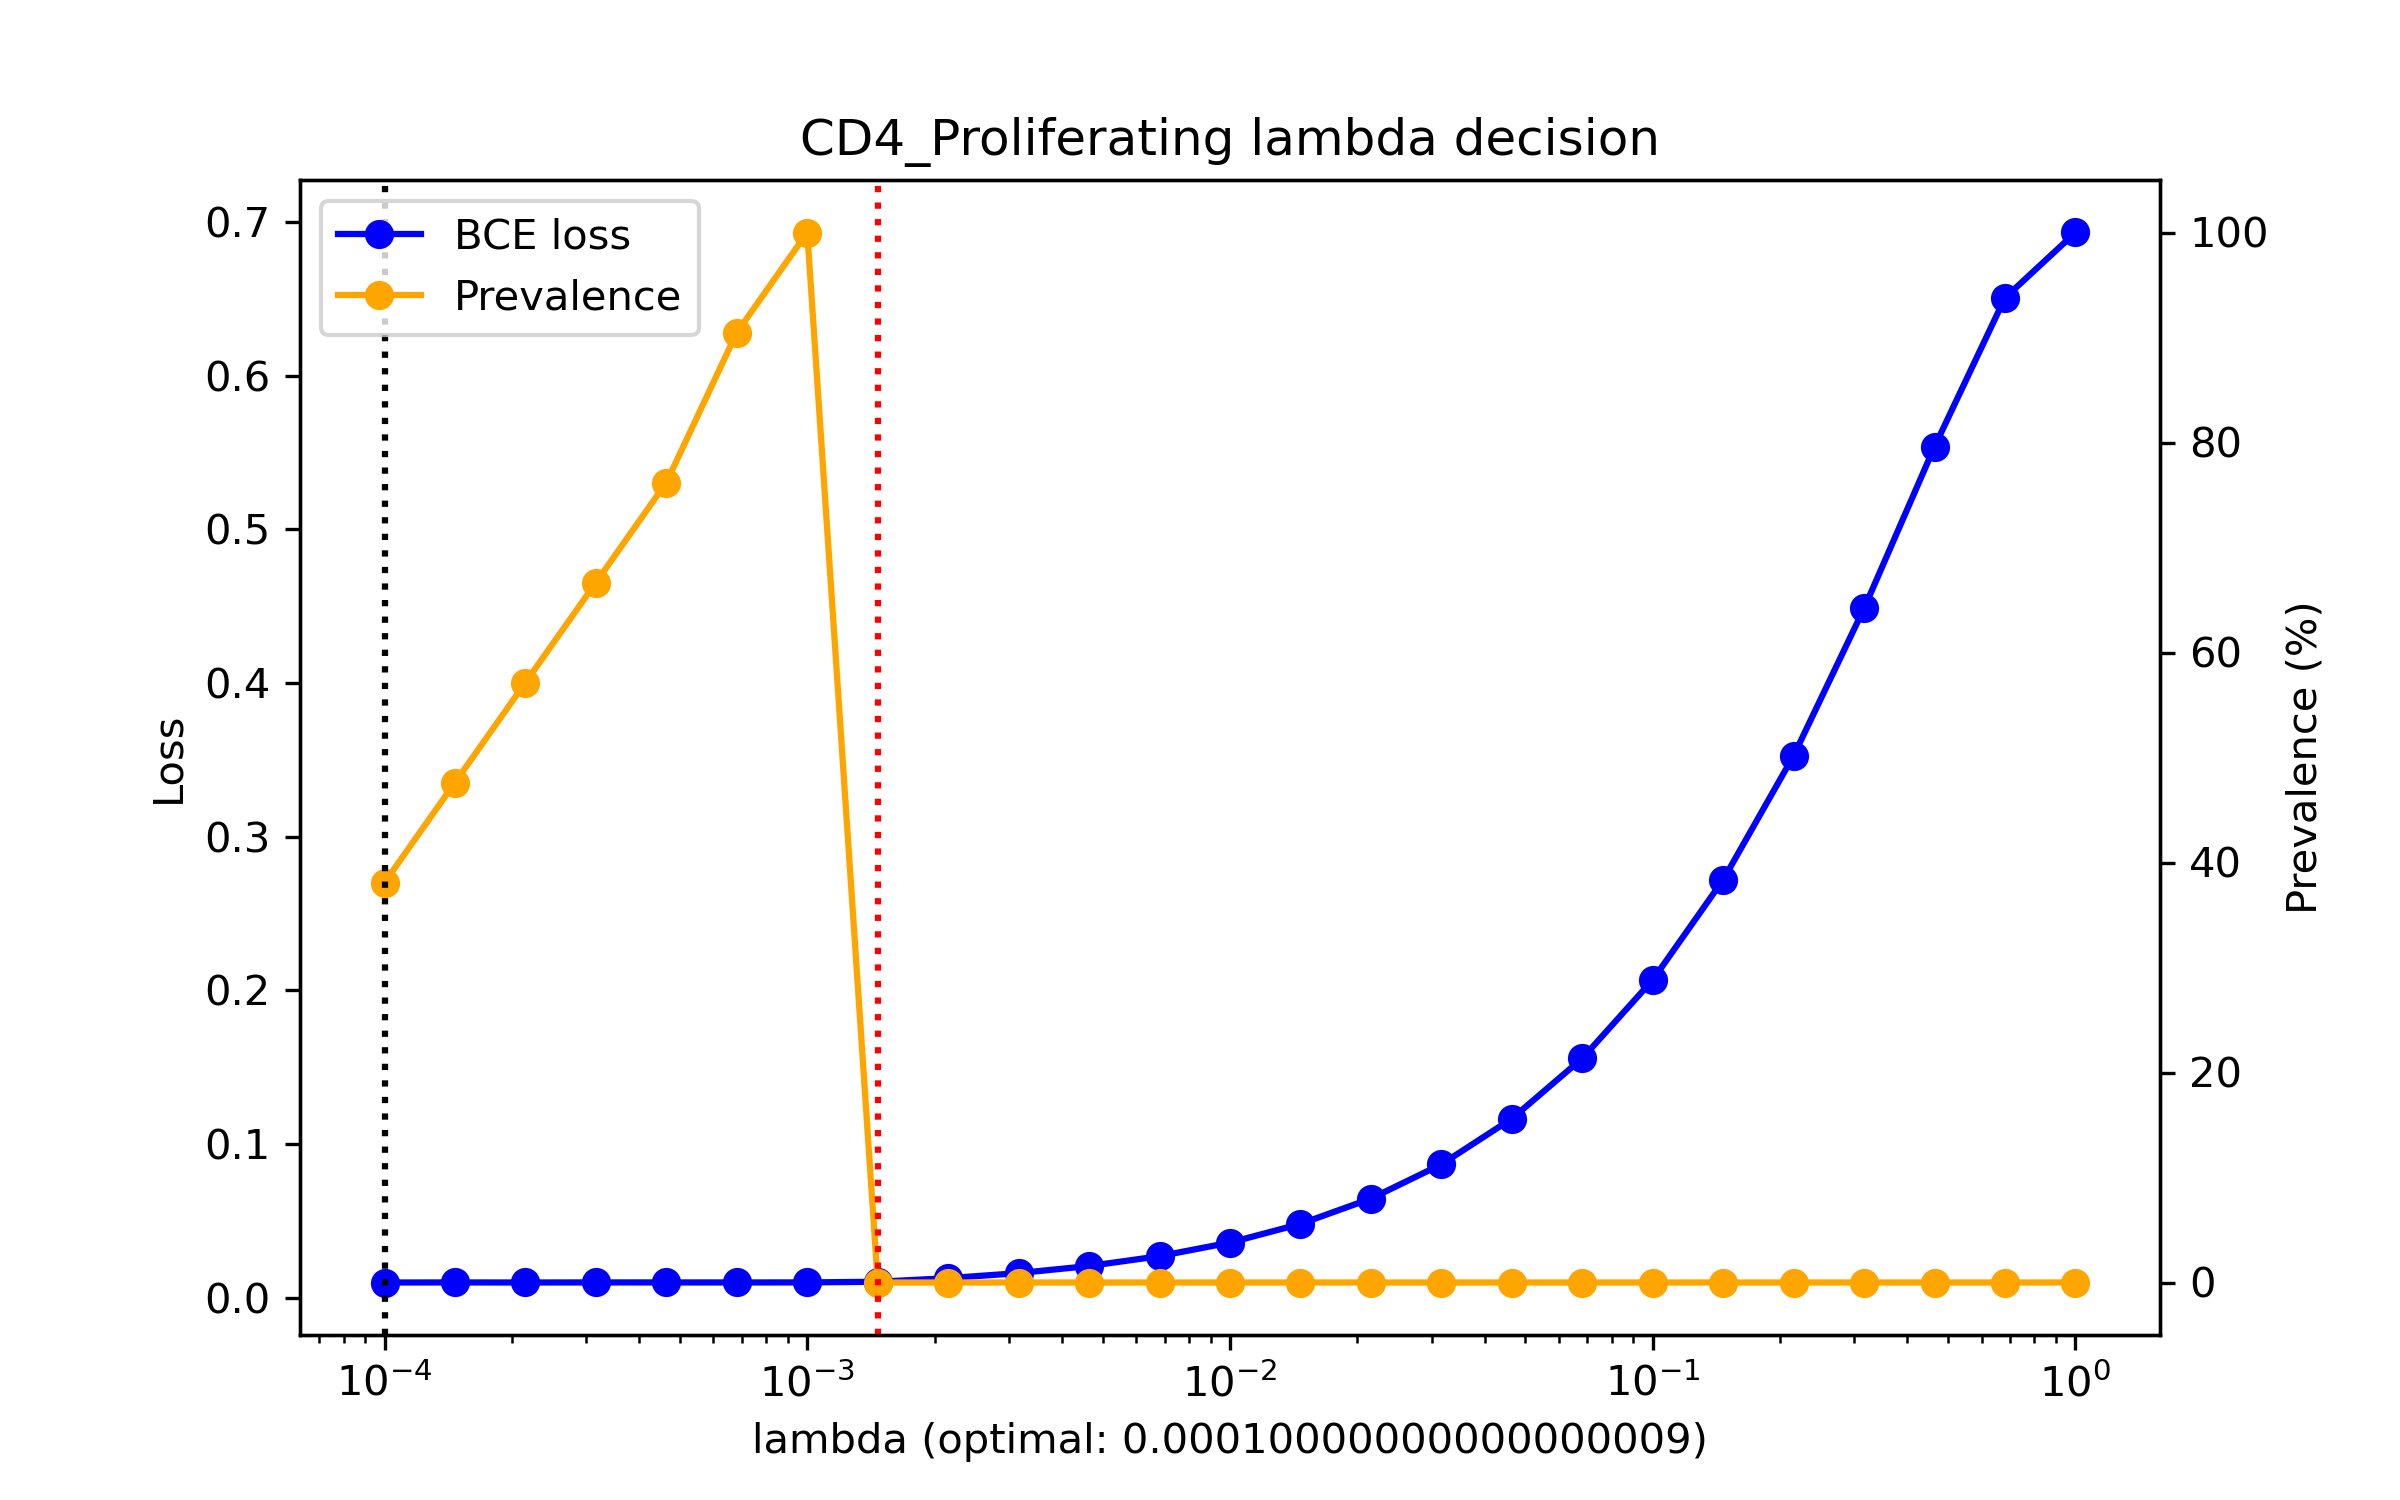 CD4_Proliferating lambda decision
BCE loss
Prevalence
0.7
0.6
0.5
0.4
0.3
0.2
0.1
0.0
Loss
100
80
60
40
20
0
Prevalence (%)
10⁻⁴ 10⁻³ 10⁻² 10⁻¹ 10⁰
lambda (optimal: 0.00010000000000000009)